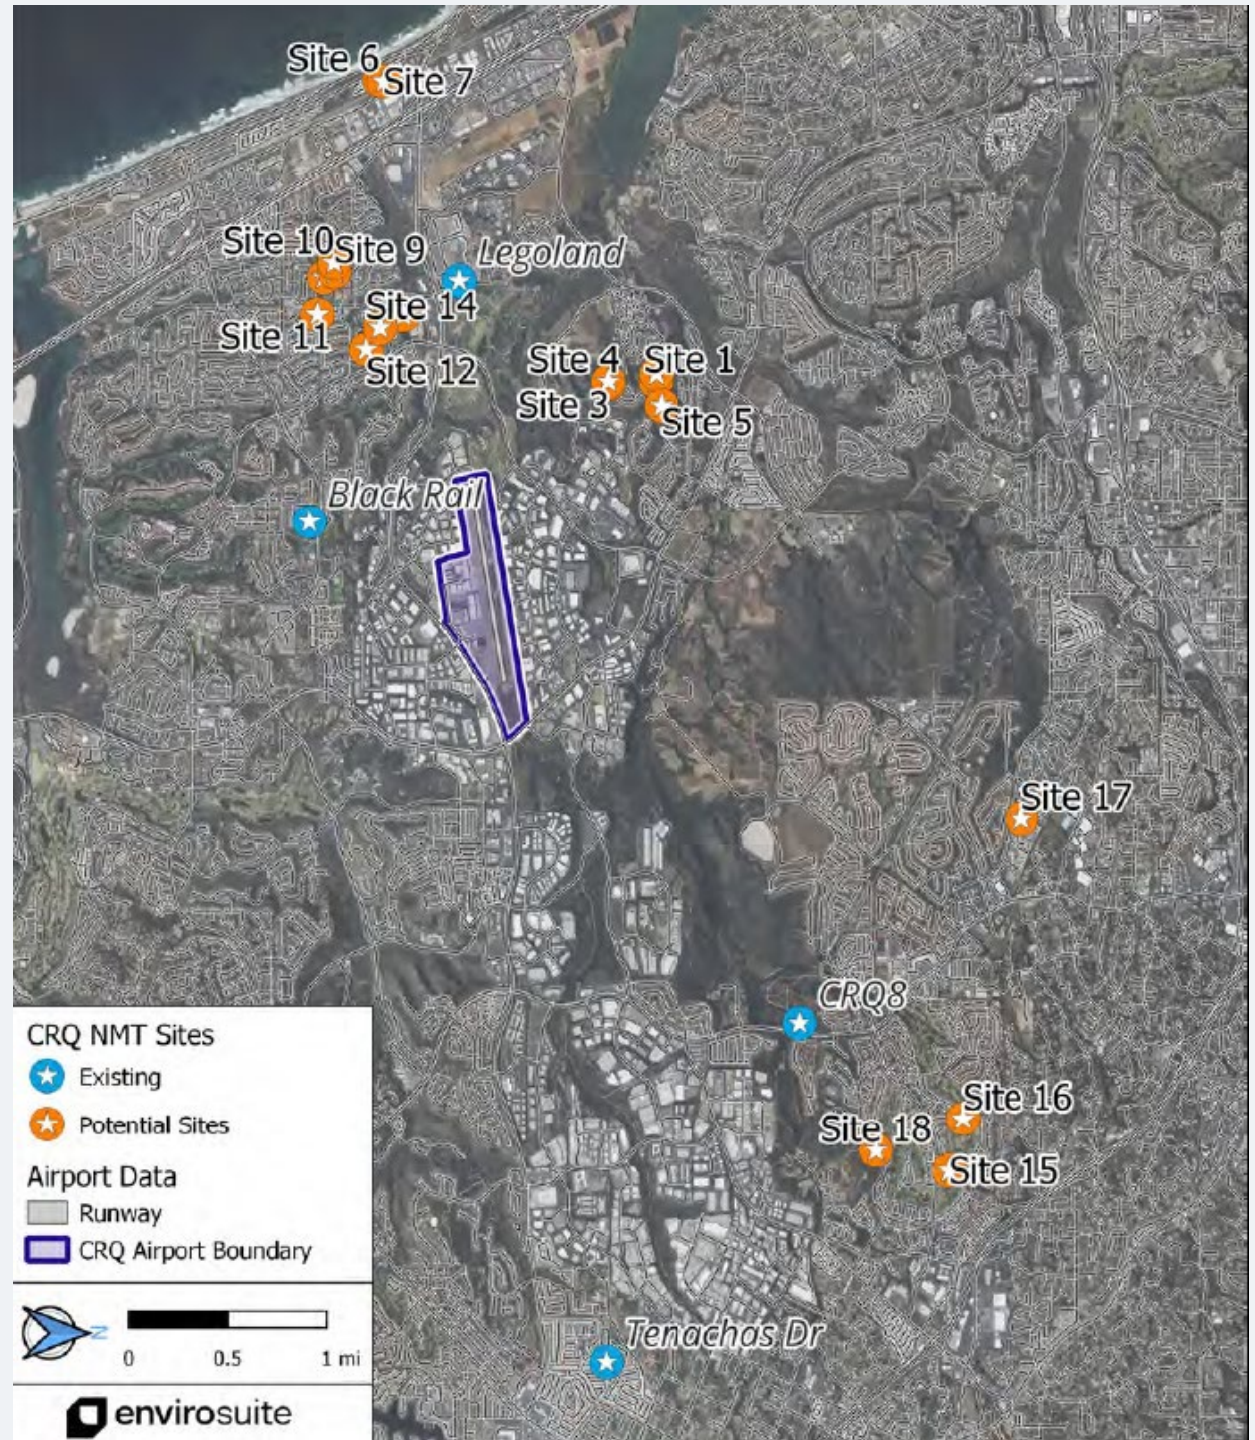 Site 6
Site 7
Site 10
Site 9
Legoland
Site 14
Site 11
Site 12
Site 4
Site 1
Site 3
Site 5
Black Rail
Site 17
CRQ8
Site 16
Site 18
Site 15
Tenachas Dr
CRQ NMT Sites
Existing
Potential Sites
Airport Data
Runway
CRQ Airport Boundary
N
0 0.5 1 mi
envirosuite